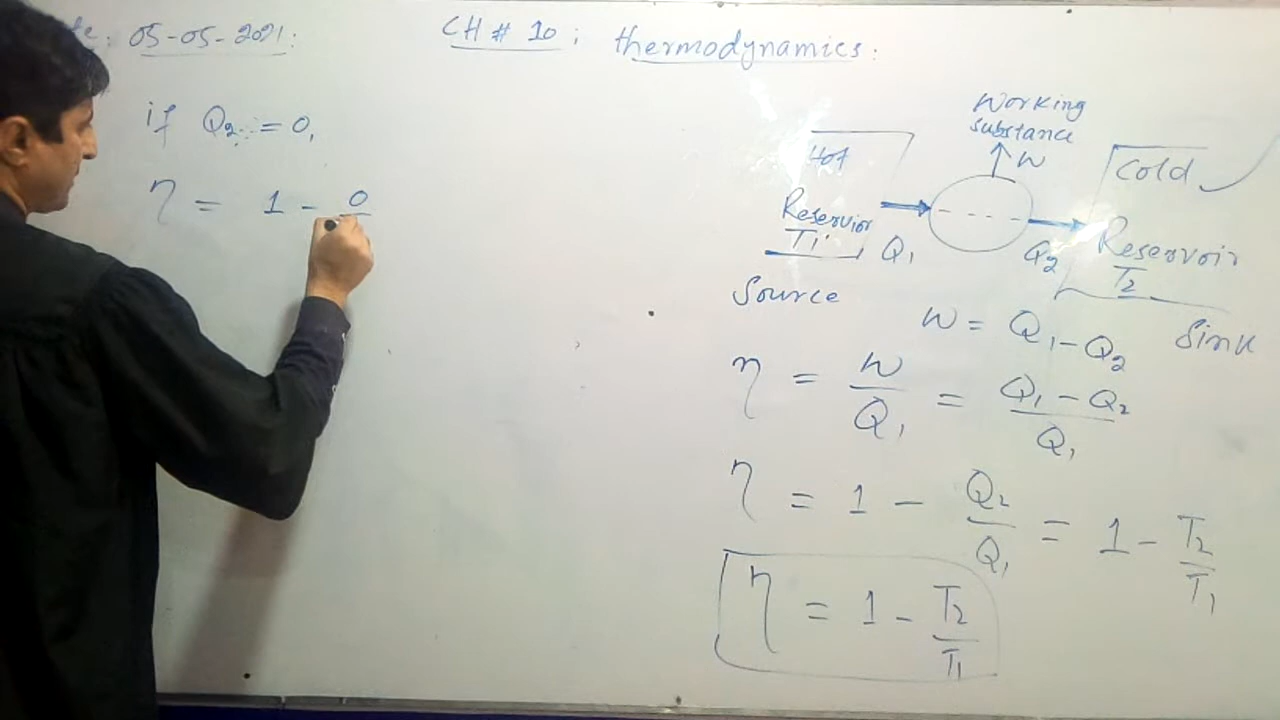 05-05-2021:
CH # 10 ; thermodynamics:
if Q2 = 0,
η = 1 - 0
Working
substance
W
Hot
Reservior
T1
Q1
Source
Cold
Q2
Reservoir
T2
Sink
W = Q1 - Q2
η = W/Q1 = Q1 - Q2/Q1
η = 1 - Q2/Q1 = 1 - T2/T1
η = 1 - T2/T1